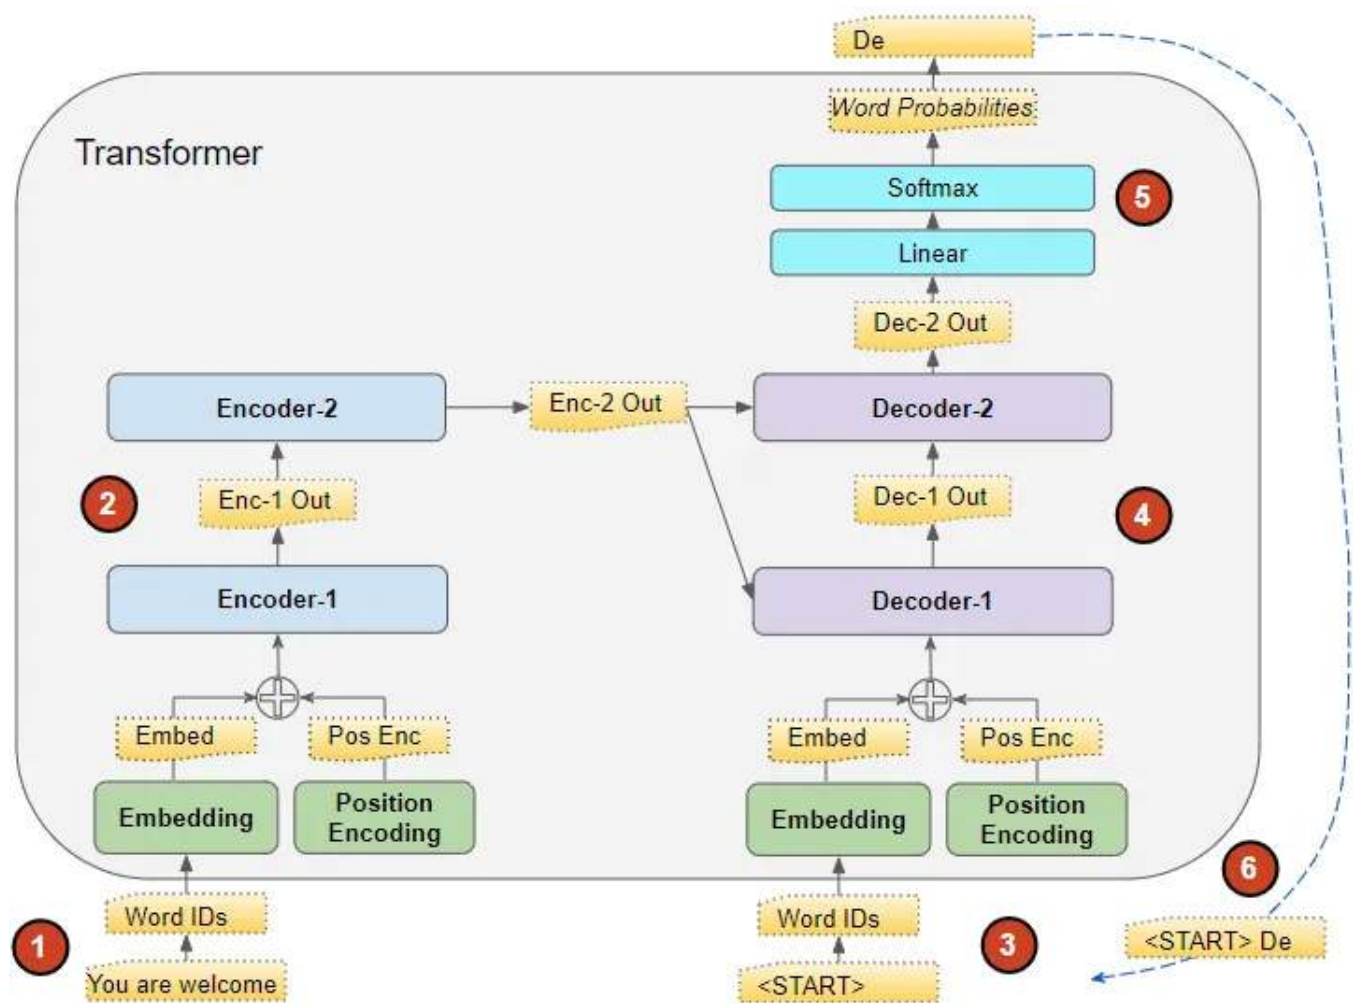 De
Word Probabilities
Transformer
Softmax
5
Linear
Dec-2 Out
Encoder-2
Enc-2 Out
Decoder-2
2
Enc-1 Out
Dec-1 Out
4
Encoder-1
Decoder-1
Embed
Pos Enc
Embed
Pos Enc
Embedding
Position
Encoding
Embedding
Position
Encoding
6
1
Word IDs
Word IDs
3
<START> De
You are welcome
<START>